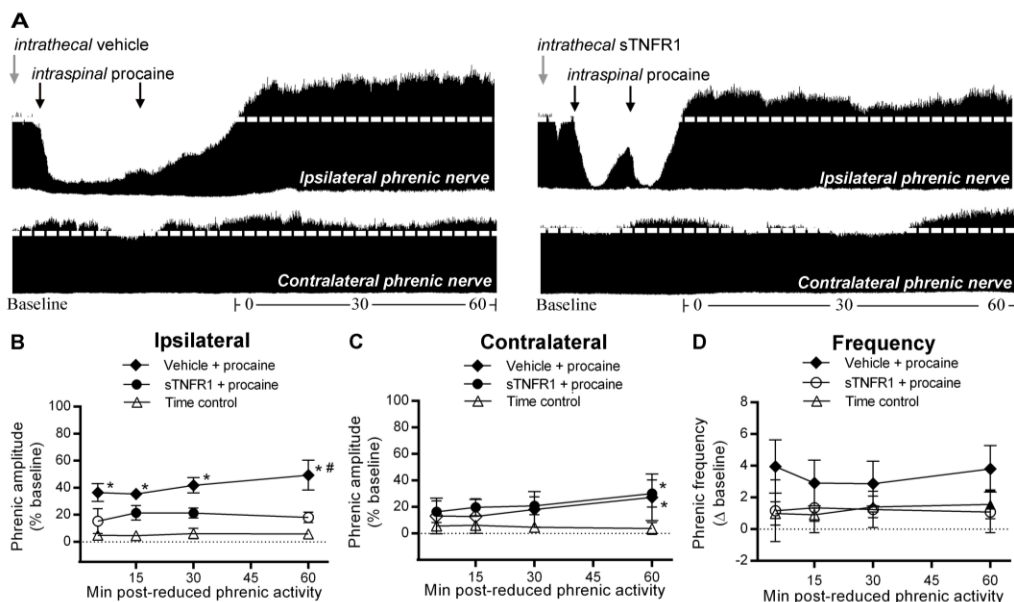 A
intrathecal vehicle
intraspinal procaine
Ipsilateral phrenic nerve
Contralateral phrenic nerve
Baseline
0 30 60
intrathecal sTNFR1
intraspinal procaine
Ipsilateral phrenic nerve
Contralateral phrenic nerve
Baseline
0 30 60
B Ipsilateral
Vehicle + procaine
sTNFR1 + procaine
Time control
Phrenic amplitude
(% baseline)
100
80
60
40
20
0
* * * * #
15 30 45 60
Min post-reduced phrenic activity
C Contralateral
Vehicle + procaine
sTNFR1 + procaine
Time control
Phrenic amplitude
(% baseline)
100
80
60
40
20
0
*
*
15 30 45 60
Min post-reduced phrenic activity
D Frequency
Vehicle + procaine
sTNFR1 + procaine
Time control
Phrenic frequency
(Δ baseline)
8
6
4
2
0
-2
15 30 45 60
Min post-reduced phrenic activity